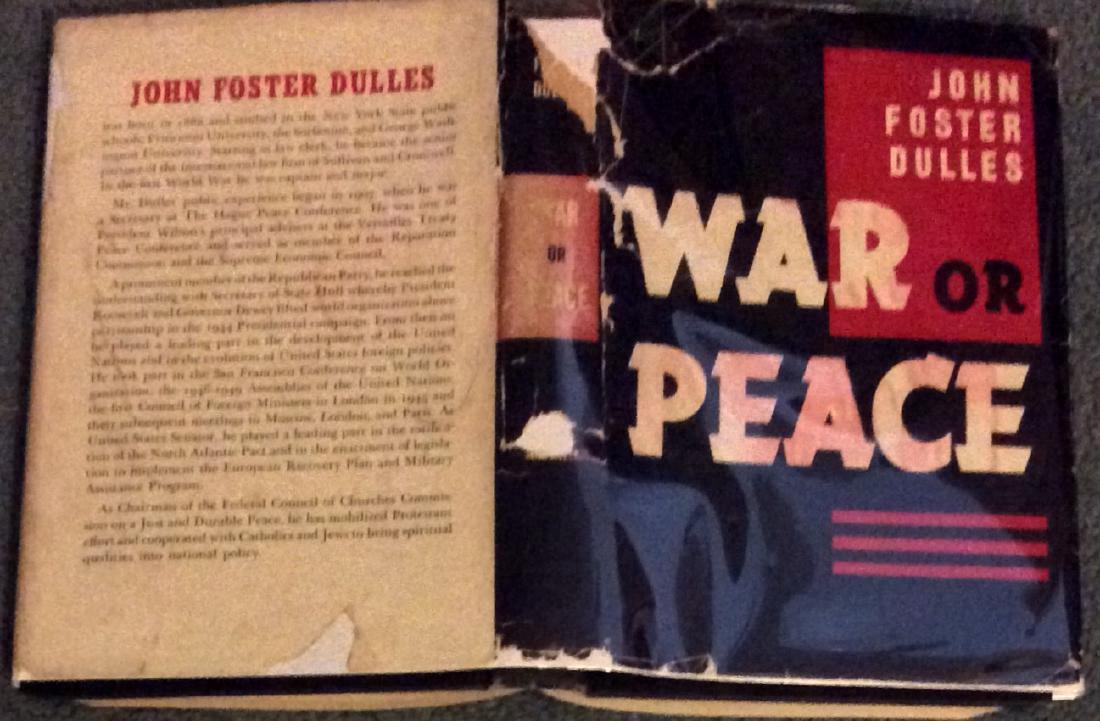 JOHN FOSTER DULLES
was born in 1888 and studied in the New York State public
schools, Princeton University, the Sorbonne, and George Wash-
ington University. Starting as law clerk, he became the senior
partner of the international law firm of Sullivan and Cromwell.
In the first World War he was captain and major.
Mr. Dulles' public experience began in 1907 when he was
a Secretary at The Hague Peace Conference. He was one of
President Wilson's principal advisers at the Versailles Treaty
Peace Conference and served as member of the Reparation
Commission and the Supreme Economic Council.
A prominent member of the Republican Party, he reached the
understanding with Secretary of State Hull whereby President
Roosevelt and Governor Dewey lifted world organization above
partisanship in the 1944 Presidential campaign. From then on
he played a leading part in the development of the United
Nations and in the evolution of United States foreign policies.
He took part in the San Francisco Conference on World Or-
ganization, the 1946-1949 Assemblies of the United Nations,
the first Council of Foreign Ministers in London in 1945 and
their subsequent meetings in Moscow, London, and Paris. As
United States Senator, he played a leading part in the ratifica-
tion of the North Atlantic Pact and in the enactment of legisla-
tion to implement the European Recovery Plan and Military
Assistance Program.
As Chairman of the Federal Council of Churches Commis-
sion on a Just and Durable Peace, he has mobilized Protestant
effort and cooperated with Catholics and Jews to bring spiritual
qualities into national policy.
WAR
OR
PEACE
JOHN
FOSTER
DULLES
WAR OR
PEACE